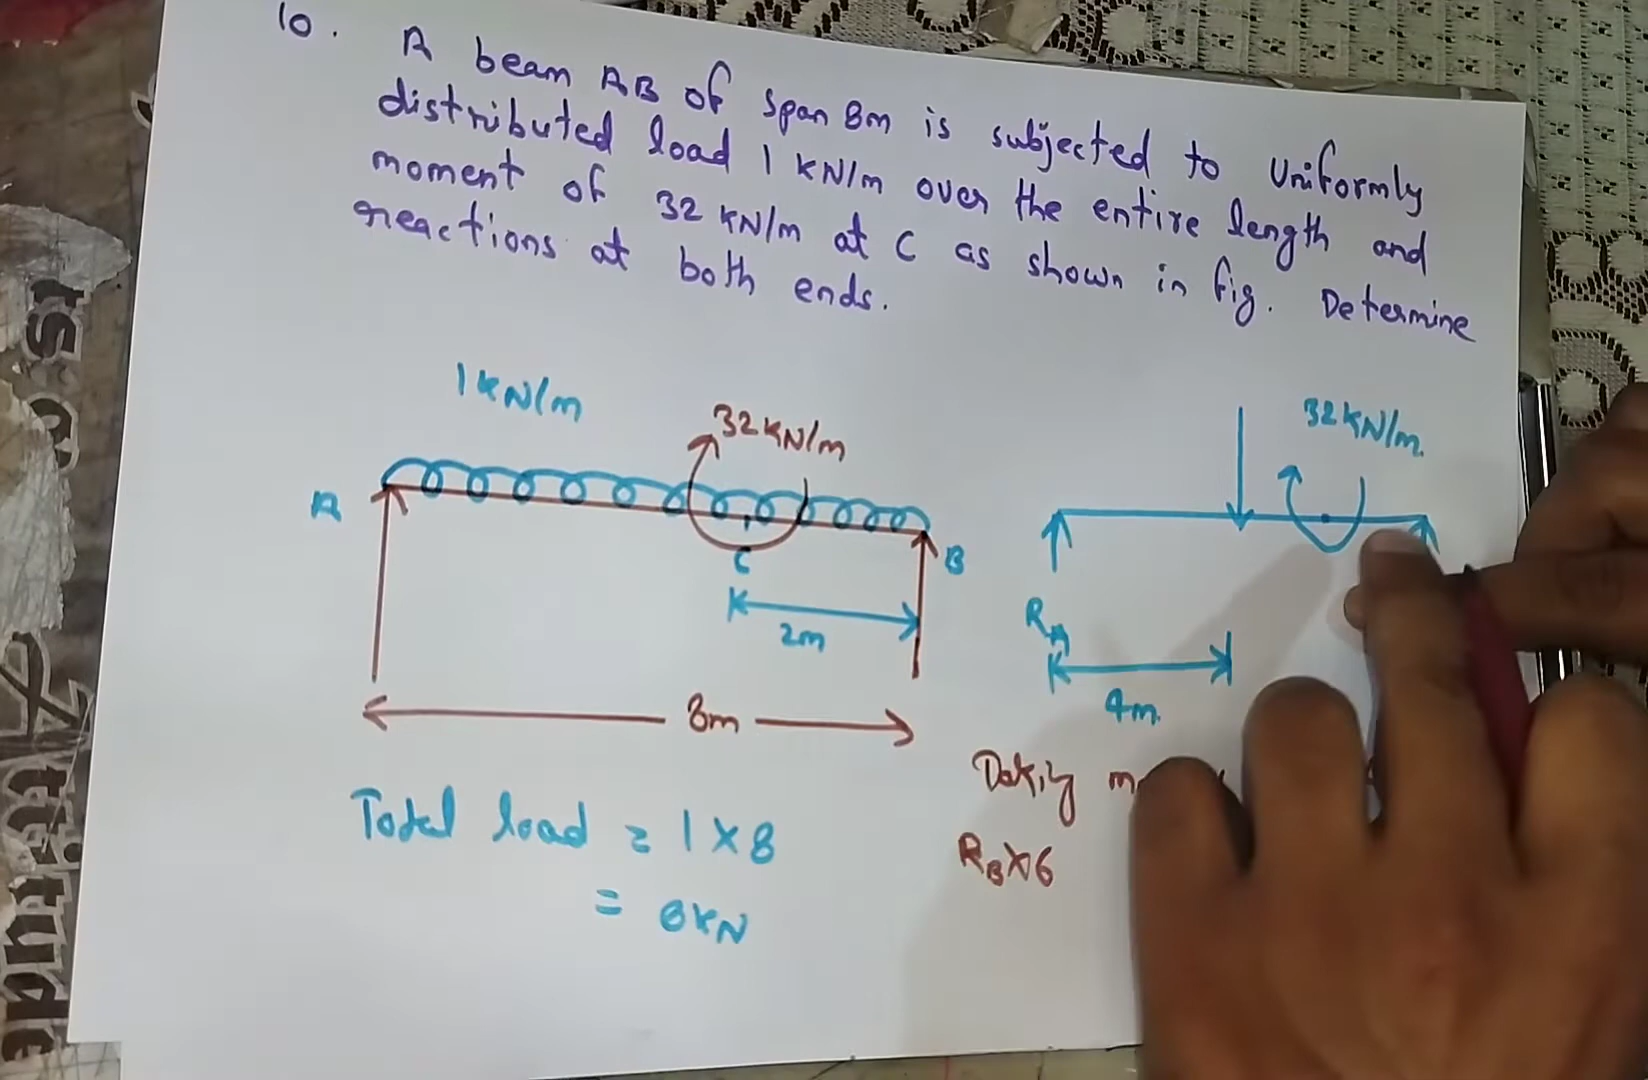 10. A beam AB of span 8m is subjected to Uniformly
distributed load 1 KN/m over the entire length and
moment of 32 KN/m at C as shown in fig. Determine
reactions at both ends.
1KN/m
32KN/m
A
C
B
2m
8m
Total load = 1 × 8
= 8KN
32KN/m.
RA
4m.
RB×6
Attitude